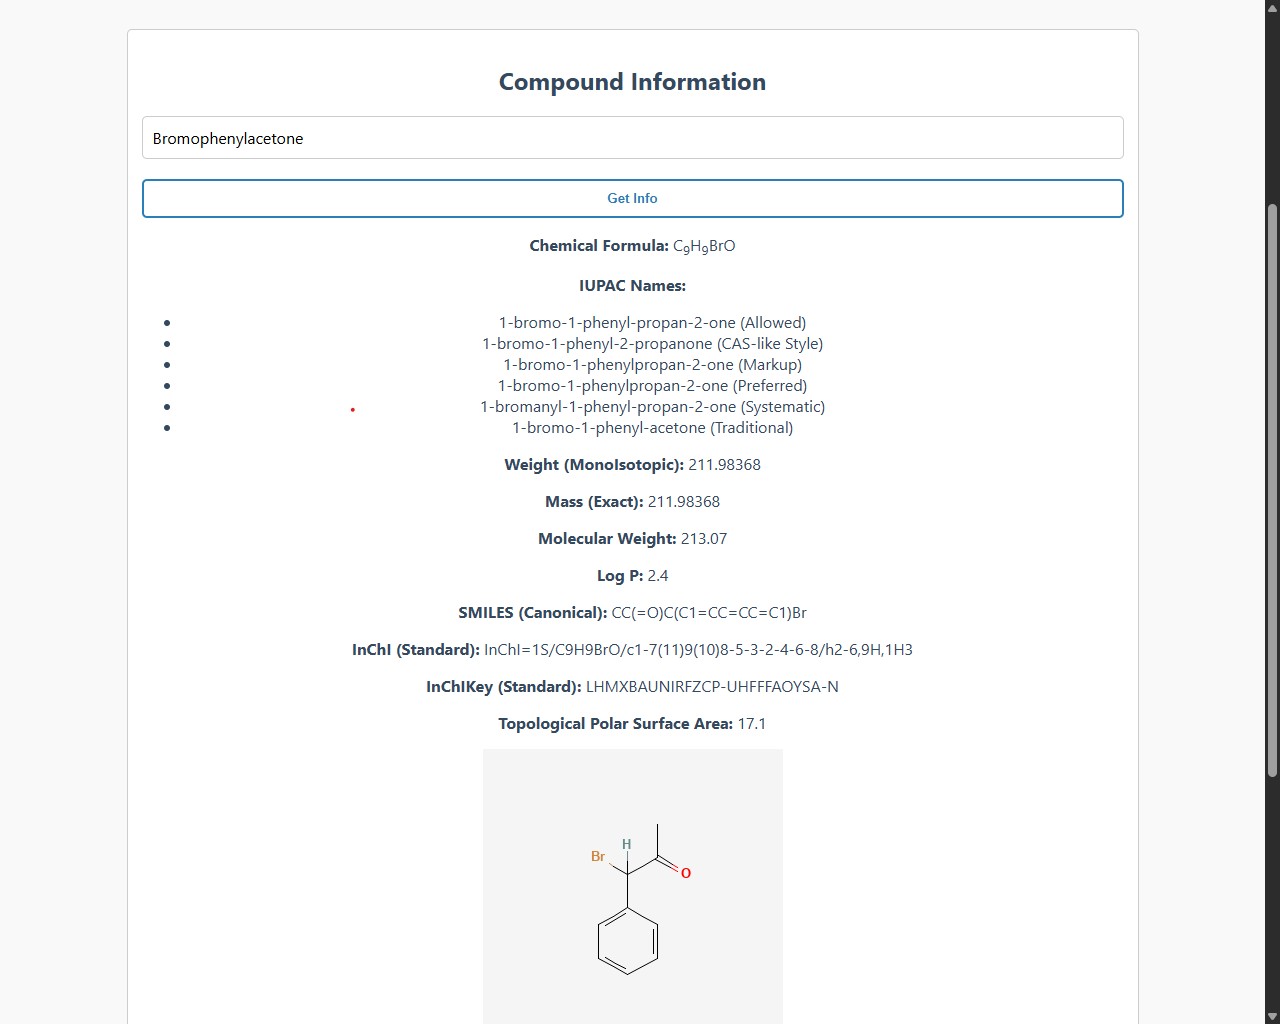 Compound Information
Bromophenylacetone
Get Info
Chemical Formula: C₉H₉BrO
IUPAC Names:
1-bromo-1-phenyl-propan-2-one (Allowed)
1-bromo-1-phenyl-2-propanone (CAS-like Style)
1-bromo-1-phenylpropan-2-one (Markup)
1-bromo-1-phenylpropan-2-one (Preferred)
1-bromanyl-1-phenyl-propan-2-one (Systematic)
1-bromo-1-phenyl-acetone (Traditional)
Weight (MonoIsotopic): 211.98368
Mass (Exact): 211.98368
Molecular Weight: 213.07
Log P: 2.4
SMILES (Canonical): CC(=O)C(C1=CC=CC=C1)Br
InChI (Standard): InChI=1S/C9H9BrO/c1-7(11)9(10)8-5-3-2-4-6-8/h2-6,9H,1H3
InChIKey (Standard): LHMXBAUNIRFZCP-UHFFFAOYSA-N
Topological Polar Surface Area: 17.1
H
Br
O